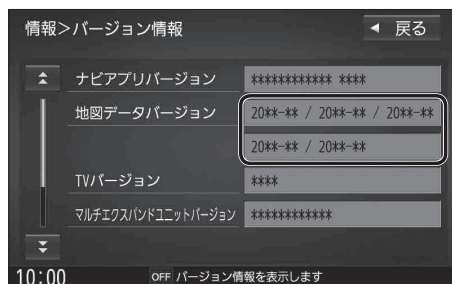 情報>バージョン情報
戻る
ナビアプリバージョン ************ ****
地図データバージョン 20**-** / 20**-** / 20**-**
20**-** / 20**-**
TVバージョン ****
マルチエクスパンドユニットバージョン ************
10:00 OFF バージョン情報を表示します